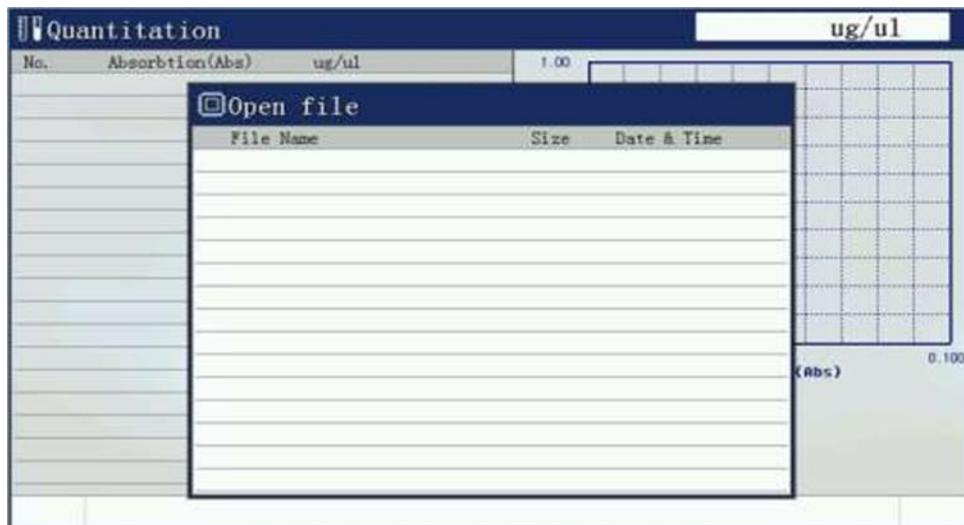 Quantitation
ug/ul
No. Absorbtion(Abs) ug/ul
1.00
Open file
File Name Size Date & Time
0.100
(Abs)